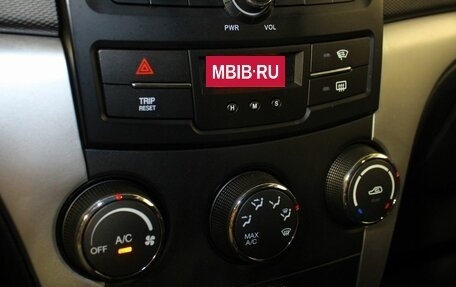 PWR VOL
MBIB·RU
TRIP
RESET
H M S
OFF A/C
MAX
A/C